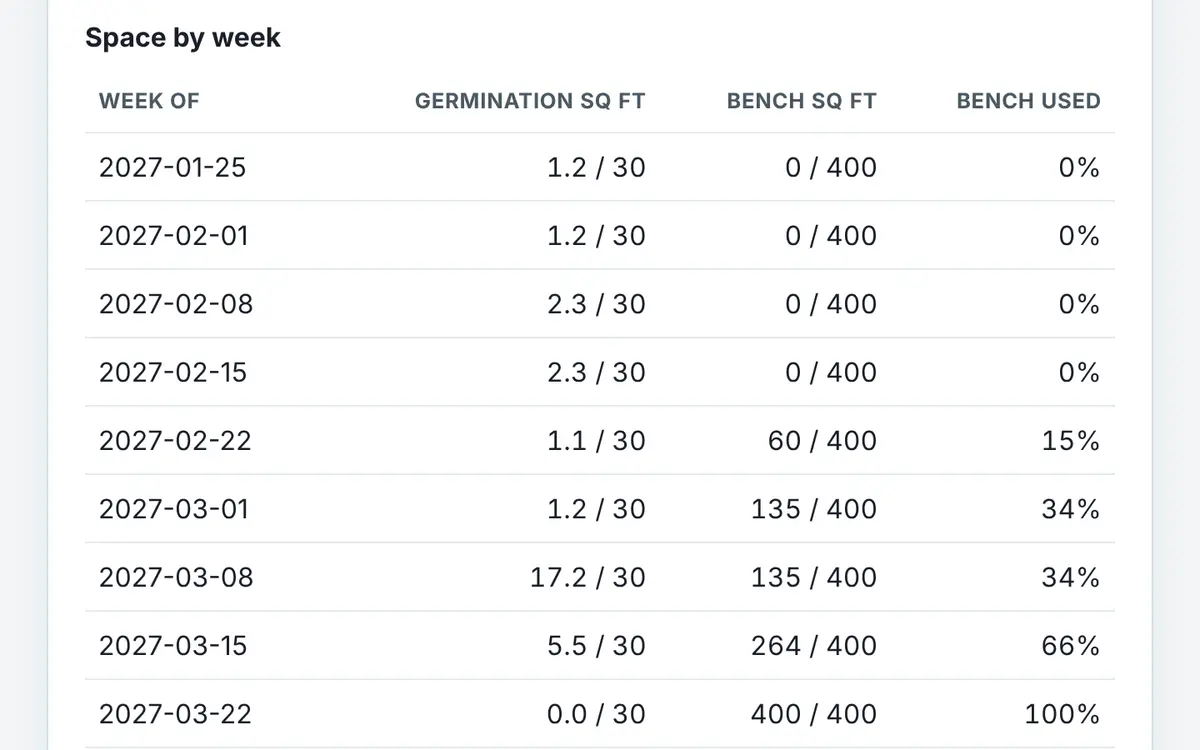 Space by week
WEEK OF GERMINATION SQ FT BENCH SQ FT BENCH USED
2027-01-25 1.2 / 30 0 / 400 0%
2027-02-01 1.2 / 30 0 / 400 0%
2027-02-08 2.3 / 30 0 / 400 0%
2027-02-15 2.3 / 30 0 / 400 0%
2027-02-22 1.1 / 30 60 / 400 15%
2027-03-01 1.2 / 30 135 / 400 34%
2027-03-08 17.2 / 30 135 / 400 34%
2027-03-15 5.5 / 30 264 / 400 66%
2027-03-22 0.0 / 30 400 / 400 100%